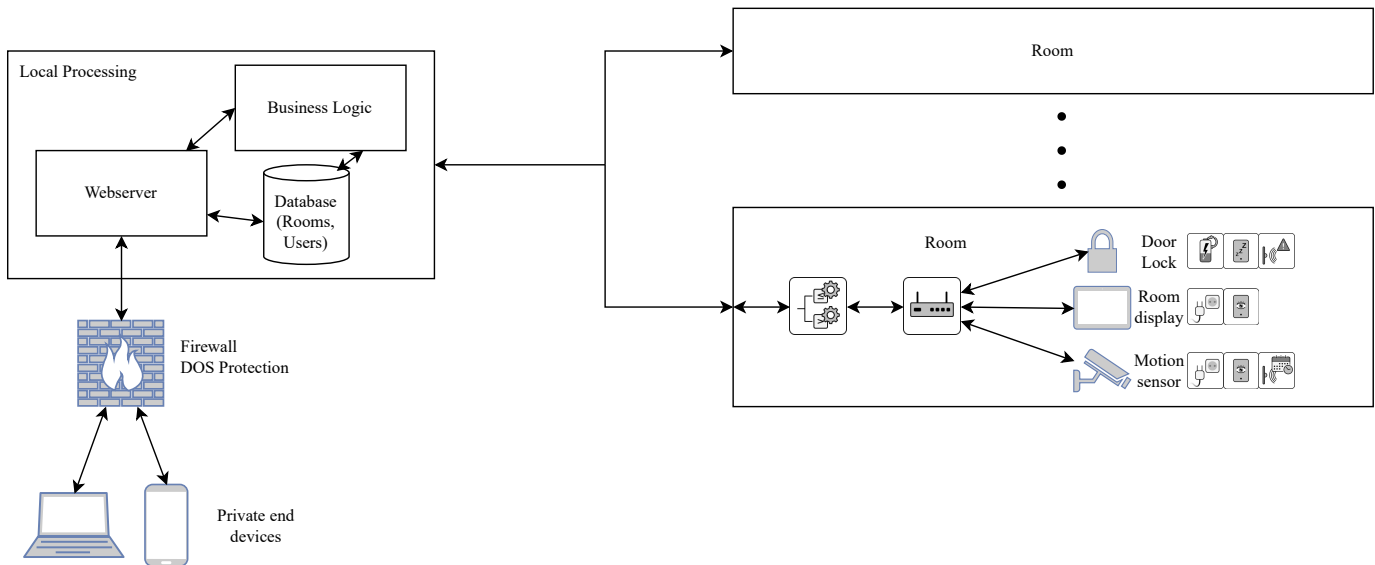 Local Processing
Business Logic
Webserver
Database
(Rooms,
Users)
Firewall
DOS Protection
Private end
devices
Room
Room
Door
Lock
Room
display
Motion
sensor